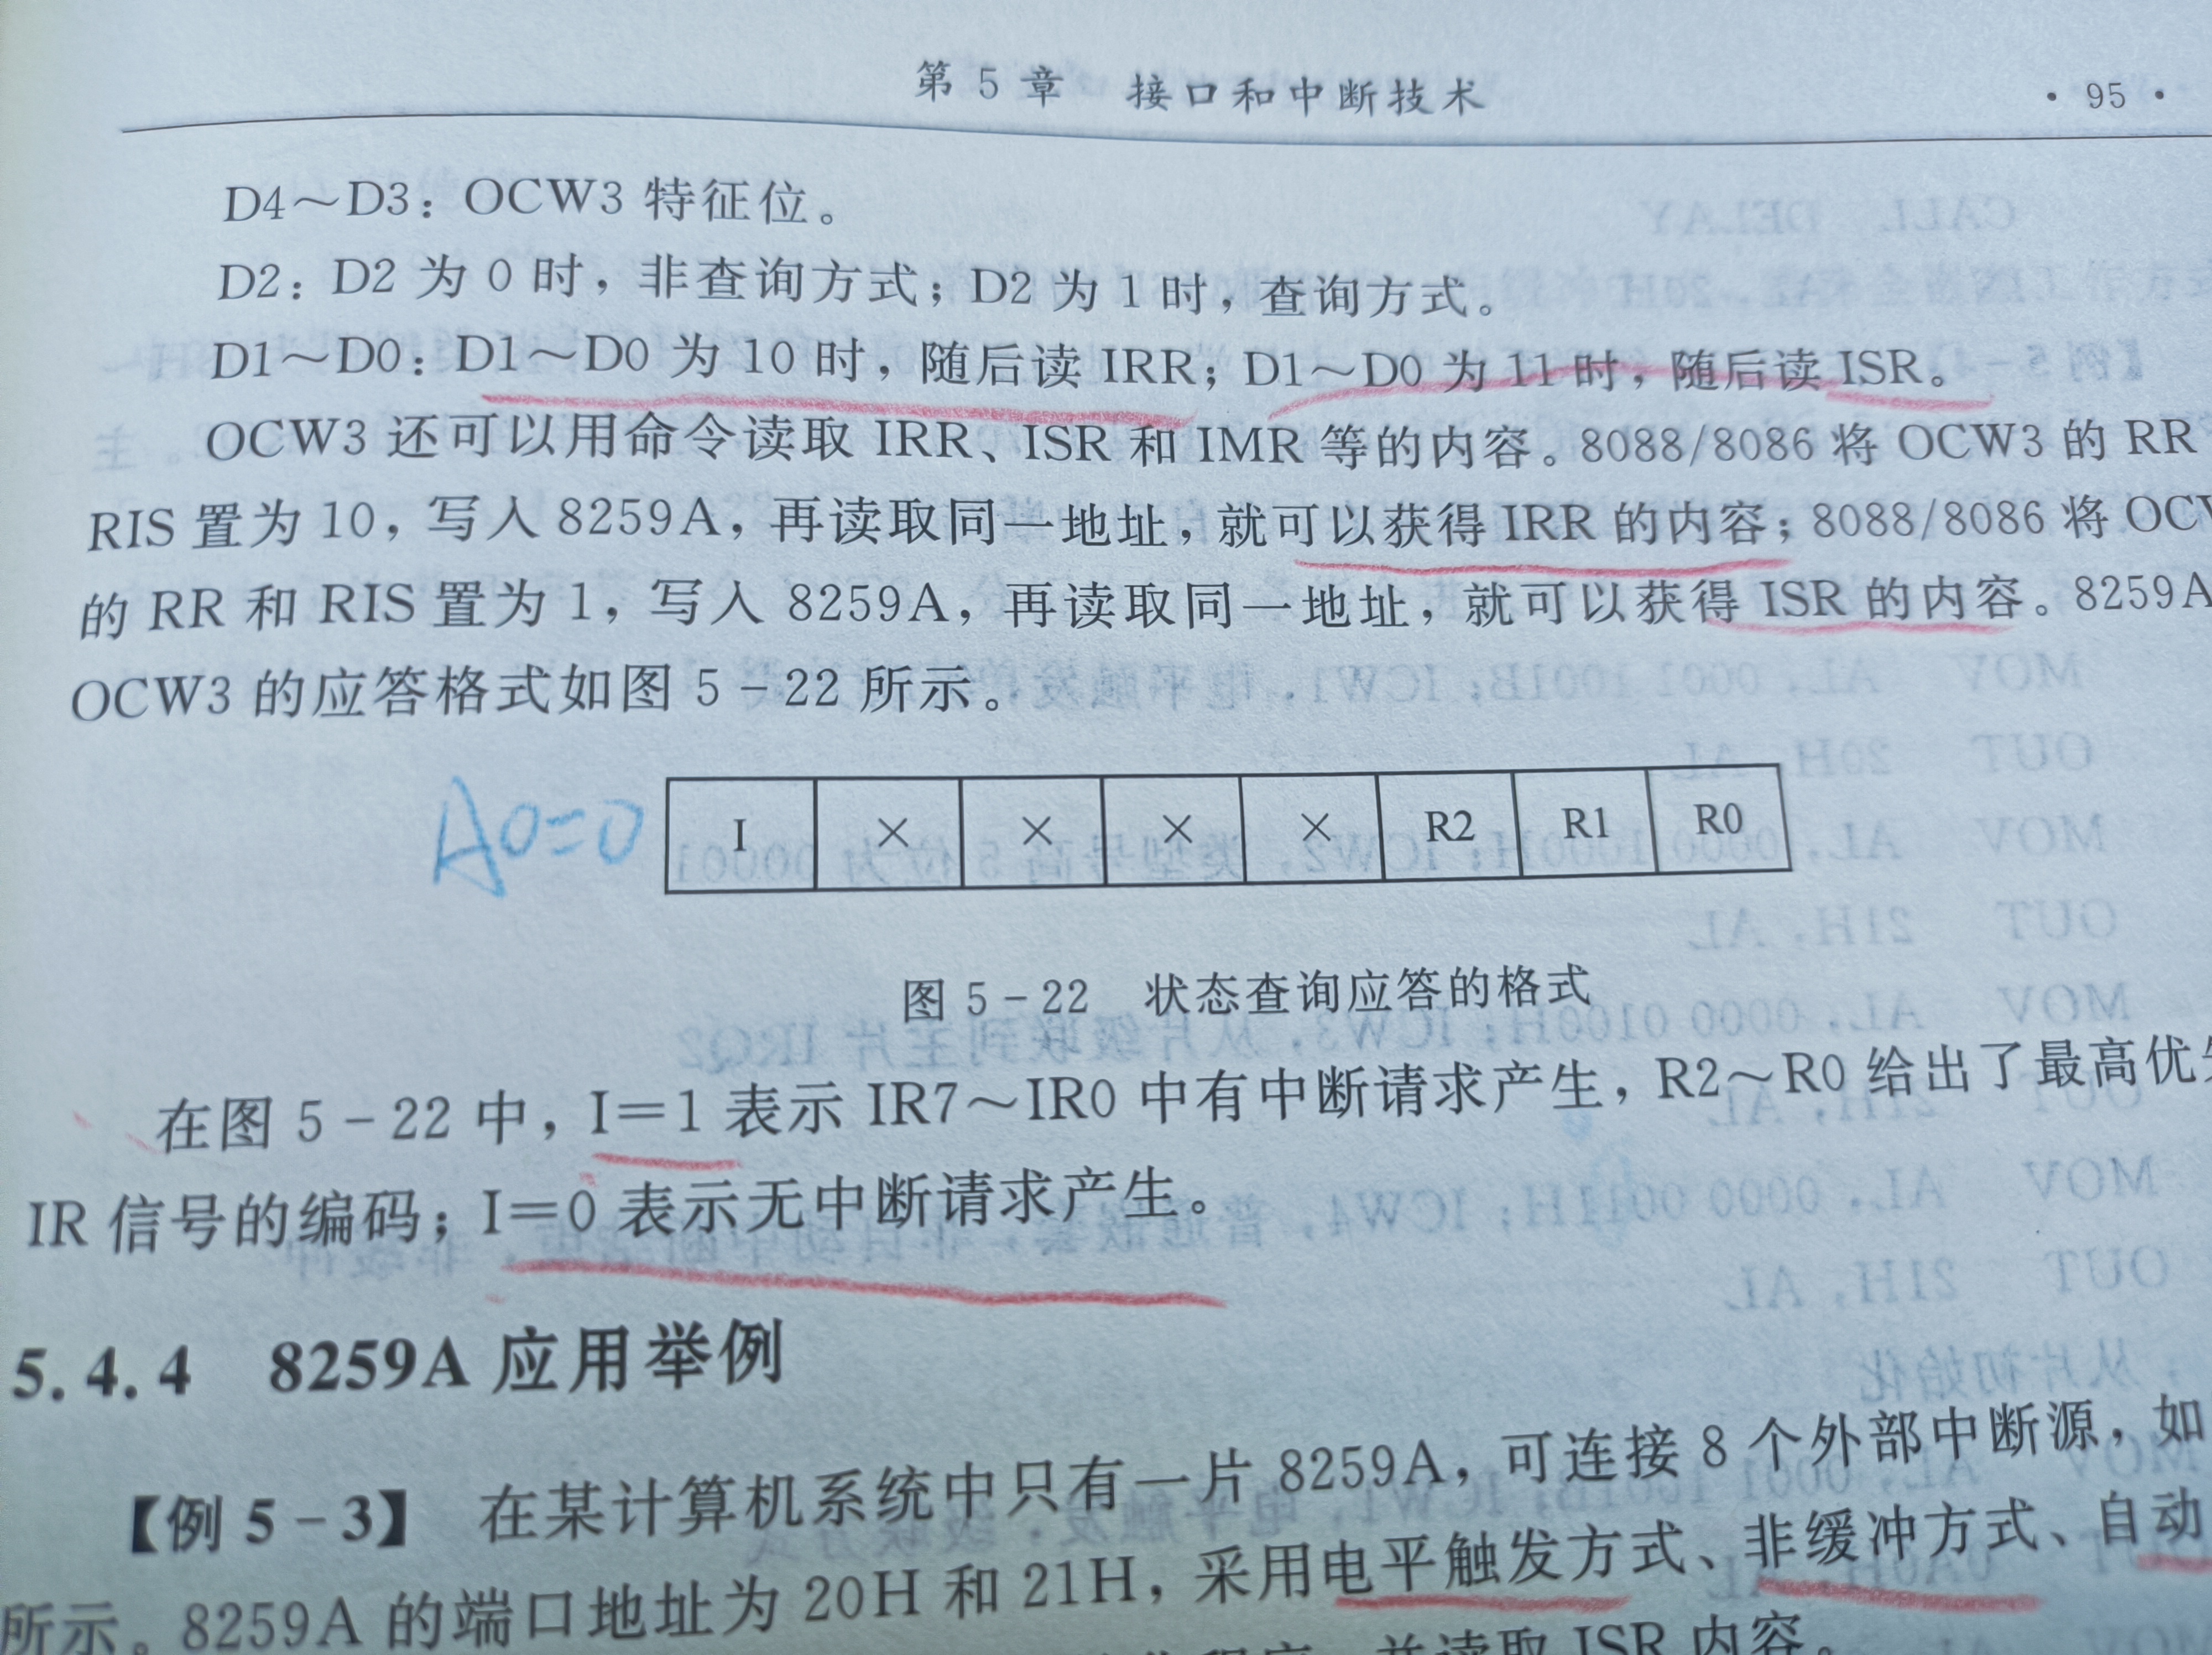 第 5 章 接口和中断技术
· 95 ·
D4～D3：OCW3 特征位。
D2：D2 为 0 时，非查询方式；D2 为 1 时，查询方式。
D1～D0：D1～D0 为 10 时，随后读 IRR；D1～D0 为 11 时，随后读 ISR。
OCW3 还可以用命令读取 IRR、ISR 和 IMR 等的内容。8088/8086 将 OCW3 的 RR
RIS 置为 10，写入 8259A，再读取同一地址，就可以获得 IRR 的内容；8088/8086 将
的 RR 和 RIS 置为 1，写入 8259A，再读取同一地址，就可以获得 ISR 的内容。8259A
OCW3 的应答格式如图 5-22 所示。
A0=0
I × × × × R2 R1 R0
图 5-22 状态查询应答的格式
在图 5-22 中，I=1 表示 IR7～IR0 中有中断请求产生，R2～R0 给出了最高优
IR 信号的编码；I=0 表示无中断请求产生。
5.4.4 8259A 应用举例
【例 5-3】 在某计算机系统中只有一片 8259A，可连接 8 个外部中断源，如
所示。8259A 的端口地址为 20H 和 21H，采用电平触发方式、非缓冲方式、自动
并读取 ISR 内容。